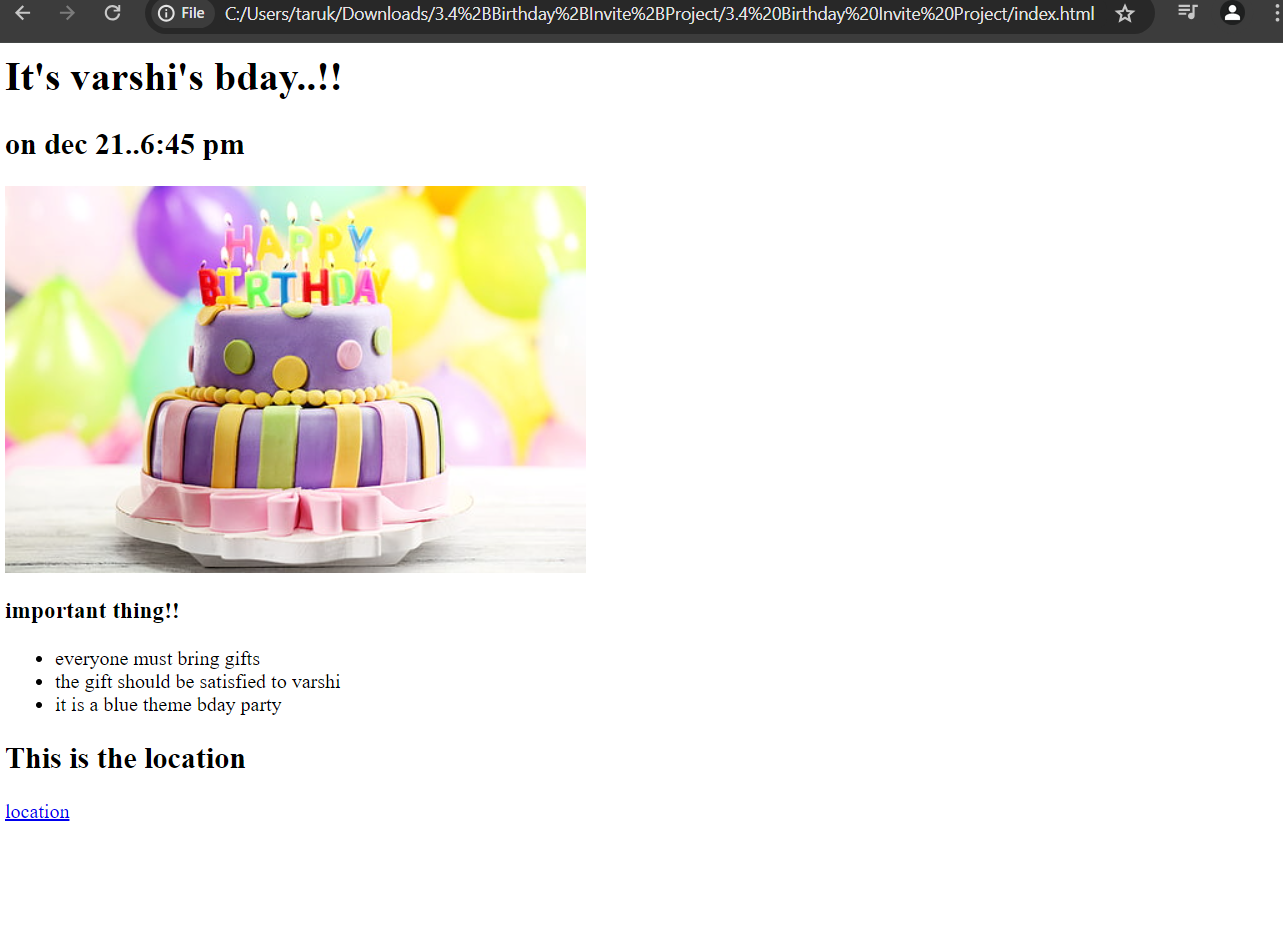 File
C:/Users/taruk/Downloads/3.4%2BBirthday%2BInvite%2BProject/3.4%20Birthday%20Invite%20Project/index.html
It's varshi's bday..!!
on dec 21..6:45 pm
HAPPY
BIRTHDAY
important thing!!
everyone must bring gifts
the gift should be satisfied to varshi
it is a blue theme bday party
This is the location
location